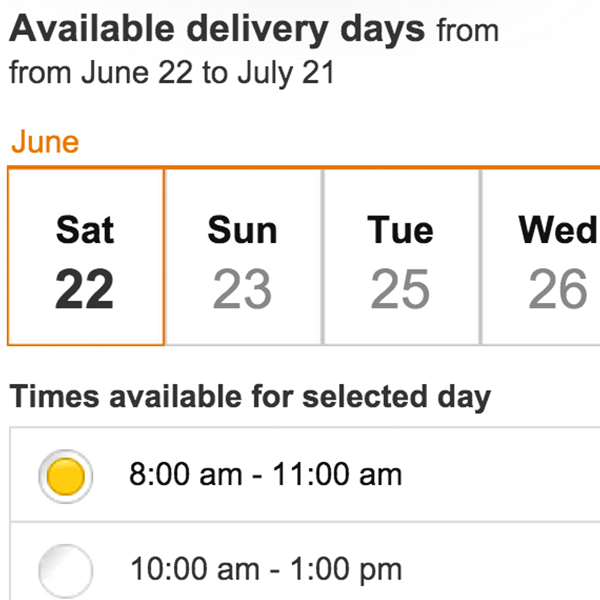 Available delivery days from
from June 22 to July 21
June
Sat Sun Tue Wed
22 23 25 26
Times available for selected day
8:00 am - 11:00 am
10:00 am - 1:00 pm